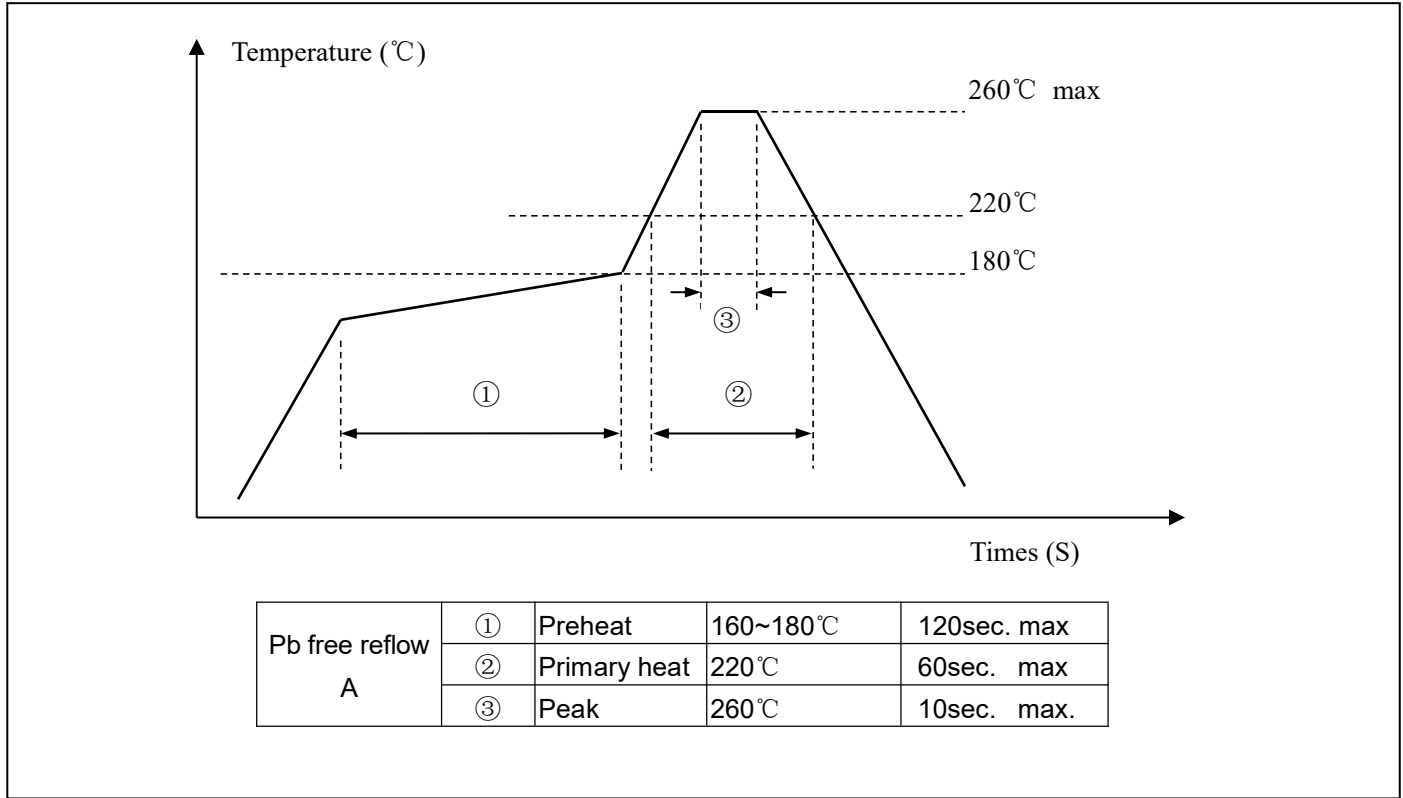 Temperature (℃)
260℃ max
220℃
180℃
③
① ②
Times (S)
Pb free reflow A
① Preheat 160~180℃ 120sec. max
② Primary heat 220℃ 60sec. max
③ Peak 260℃ 10sec. max.